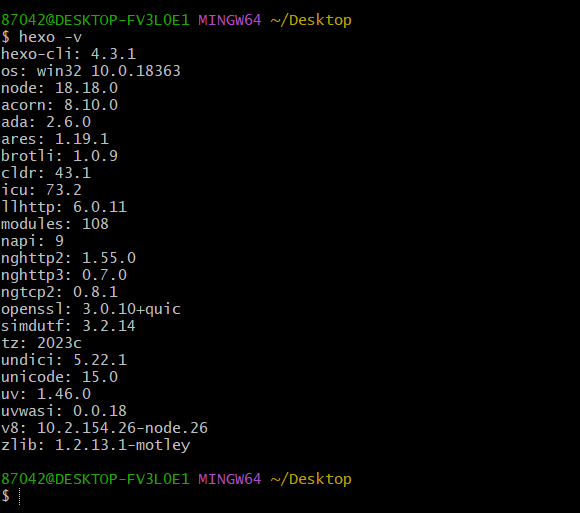 87042@DESKTOP-FV3L0E1 MINGW64 ~/Desktop
$ hexo -v
hexo-cli: 4.3.1
os: win32 10.0.18363
node: 18.18.0
acorn: 8.10.0
ada: 2.6.0
ares: 1.19.1
brotli: 1.0.9
cldr: 43.1
icu: 73.2
llhttp: 6.0.11
modules: 108
napi: 9
nghttp2: 1.55.0
nghttp3: 0.7.0
ngtcp2: 0.8.1
openssl: 3.0.10+quic
simdutf: 3.2.14
tz: 2023c
undici: 5.22.1
unicode: 15.0
uv: 1.46.0
uvwasi: 0.0.18
v8: 10.2.154.26-node.26
zlib: 1.2.13.1-motley
87042@DESKTOP-FV3L0E1 MINGW64 ~/Desktop
$